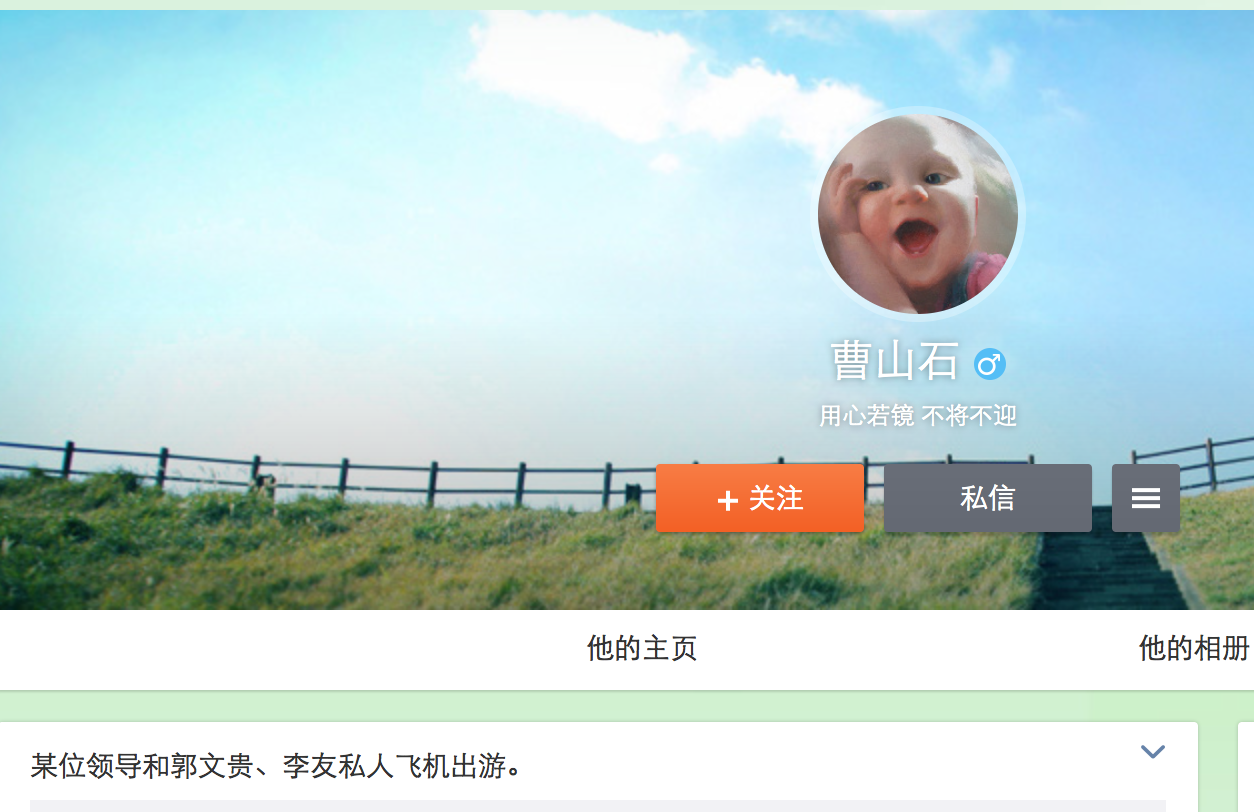 曹山石
用心若镜 不将不迎
+ 关注
私信
他的主页
他的相册
某位领导和郭文贵、李友私人飞机出游。